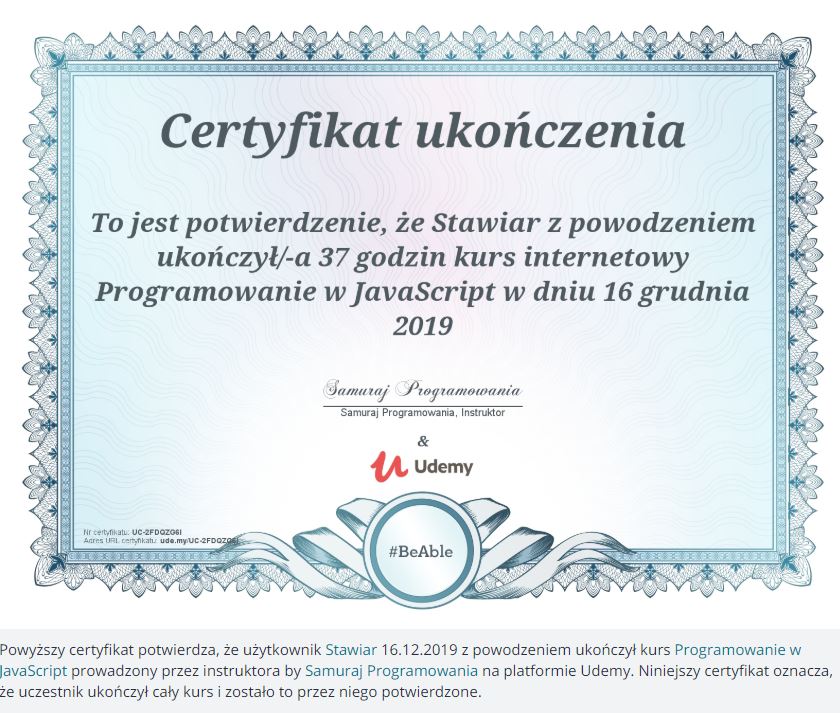 Certyfikat ukończenia
To jest potwierdzenie, że Stawiar z powodzeniem
ukończył/-a 37 godzin kurs internetowy
Programowanie w JavaScript w dniu 16 grudnia
2019
Samuraj Programowania
Samuraj Programowania, Instruktor
&
Udemy
Nr certyfikatu: UC-2FDQZG6I
Adres URL certyfikatu: ude.my/UC-2FDQZG6I
#BeAble
Powyższy certyfikat potwierdza, że użytkownik Stawiar 16.12.2019 z powodzeniem ukończył kurs Programowanie w
JavaScript prowadzony przez instruktora by Samuraj Programowania na platformie Udemy. Niniejszy certyfikat oznacza,
że uczestnik ukończył cały kurs i zostało to przez niego potwierdzone.